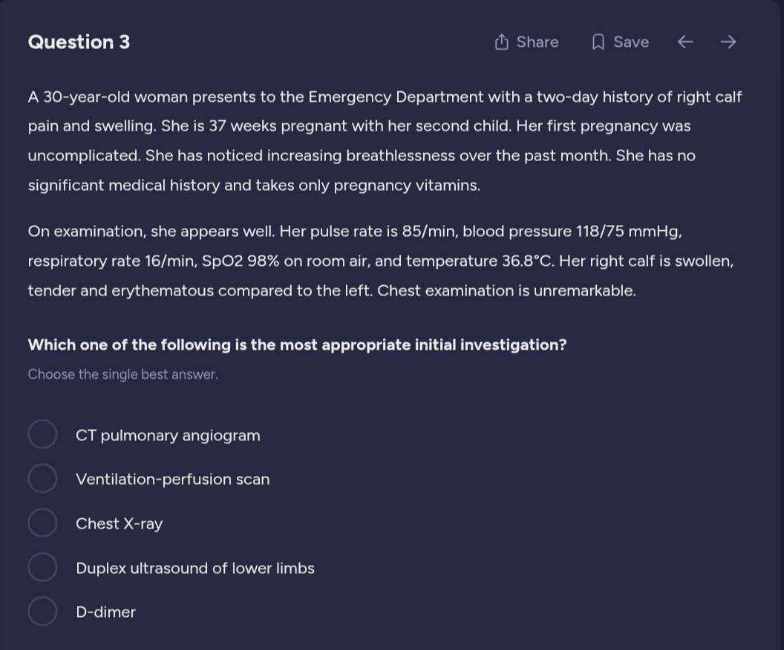 Question 3
Share
Save
A 30-year-old woman presents to the Emergency Department with a two-day history of right calf
pain and swelling. She is 37 weeks pregnant with her second child. Her first pregnancy was
uncomplicated. She has noticed increasing breathlessness over the past month. She has no
significant medical history and takes only pregnancy vitamins.
On examination, she appears well. Her pulse rate is 85/min, blood pressure 118/75 mmHg,
respiratory rate 16/min, SpO2 98% on room air, and temperature 36.8°C. Her right calf is swollen,
tender and erythematous compared to the left. Chest examination is unremarkable.
Which one of the following is the most appropriate initial investigation?
Choose the single best answer.
CT pulmonary angiogram
Ventilation-perfusion scan
Chest X-ray
Duplex ultrasound of lower limbs
D-dimer